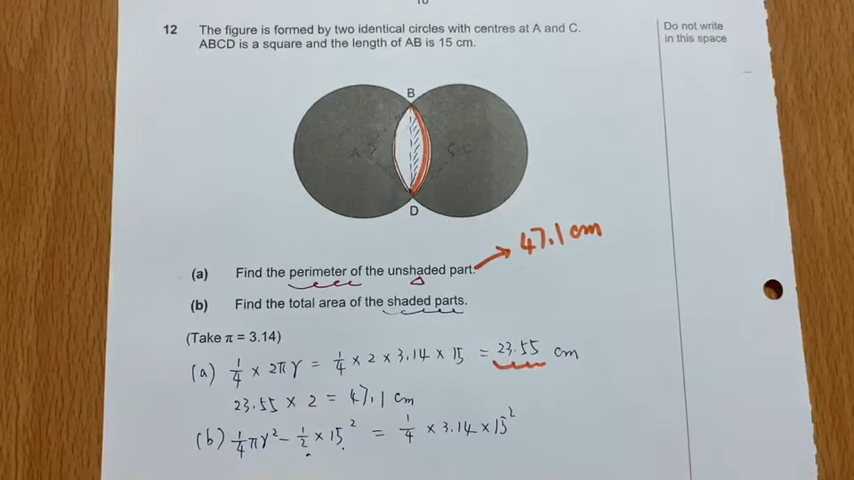 12 The figure is formed by two identical circles with centres at A and C.
ABCD is a square and the length of AB is 15 cm.
Do not write
in this space
B
A
C
D
47.1 cm
(a) Find the perimeter of the unshaded part.
(b) Find the total area of the shaded parts.
(Take π = 3.14)
(a) 1/4 × 2πr = 1/4 × 2 × 3.14 × 15 = 23.55 cm
23.55 × 2 = 47.1 cm
(b) 1/4 πr² - 1/2 × 15² = 1/4 × 3.14 × 15²